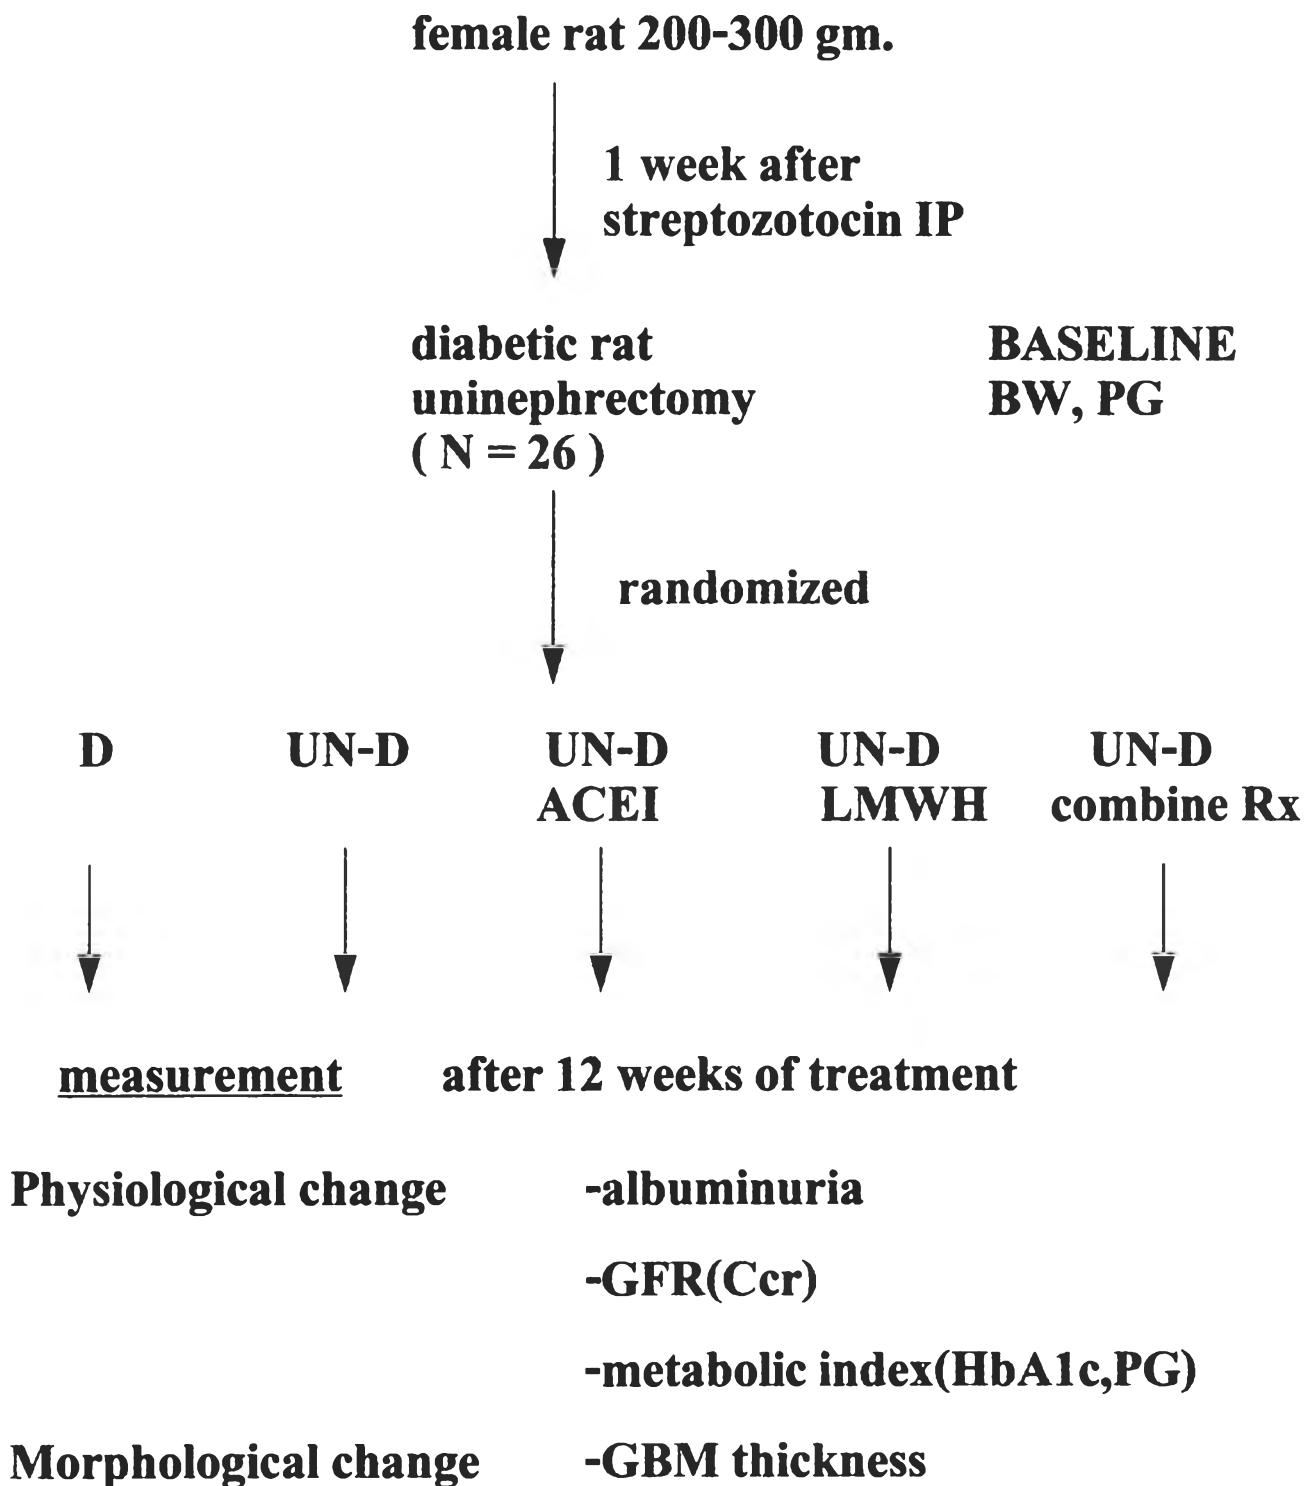 female rat 200-300 gm.
1 week after
streptozotocin IP
diabetic rat
uninephrectomy
( N = 26 )
BASELINE
BW, PG
randomized
D
UN-D
UN-D
ACEI
UN-D
LMWH
UN-D
combine Rx
measurement after 12 weeks of treatment
Physiological change -albuminuria
-GFR(Ccr)
-metabolic index(HbA1c,PG)
Morphological change -GBM thickness